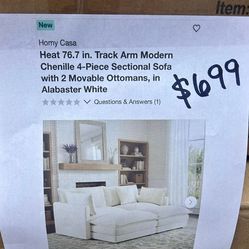 Item:
New
Homy Casa
Heat 76.7 in. Track Arm Modern
Chenille 4-Piece Sectional Sofa
with 2 Movable Ottomans, in
Alabaster White
Questions & Answers (1)
$699